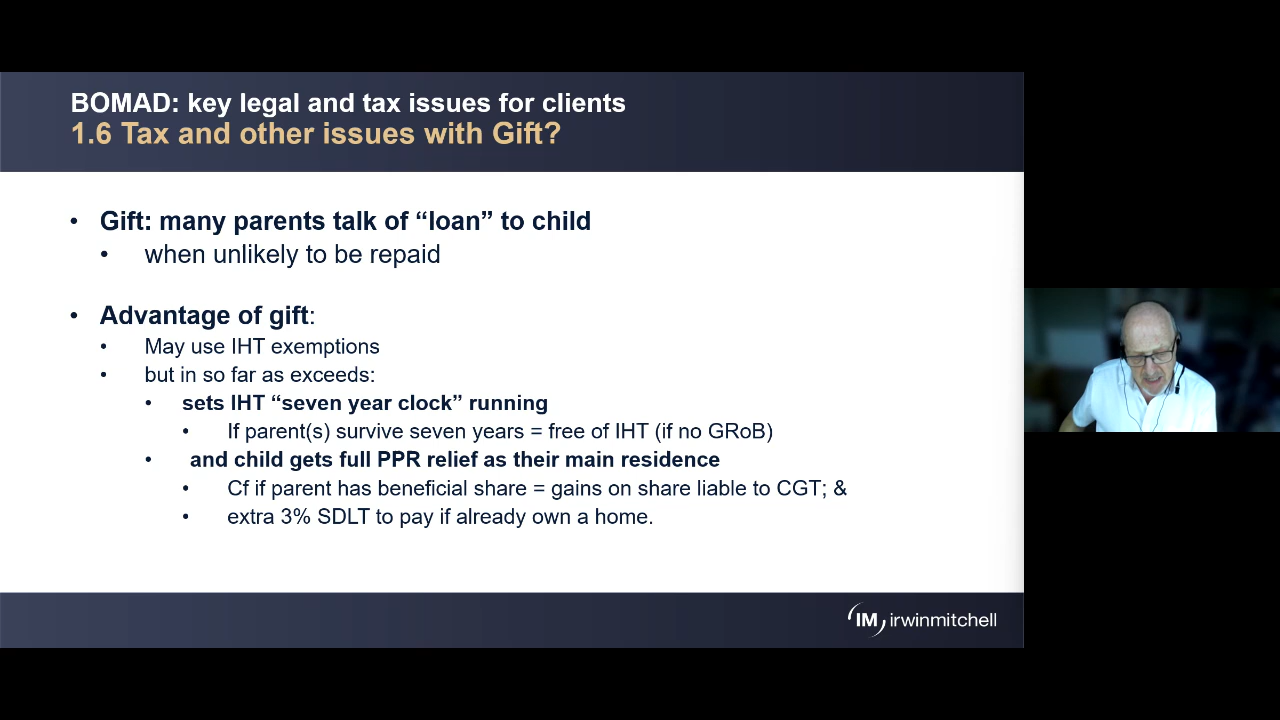 BOMAD: key legal and tax issues for clients
1.6 Tax and other issues with Gift?
• Gift: many parents talk of “loan” to child
• when unlikely to be repaid
• Advantage of gift:
• May use IHT exemptions
• but in so far as exceeds:
• sets IHT “seven year clock” running
• If parent(s) survive seven years = free of IHT (if no GRoB)
• and child gets full PPR relief as their main residence
• Cf if parent has beneficial share = gains on share liable to CGT; &
• extra 3% SDLT to pay if already own a home.
IM irwinmitchell